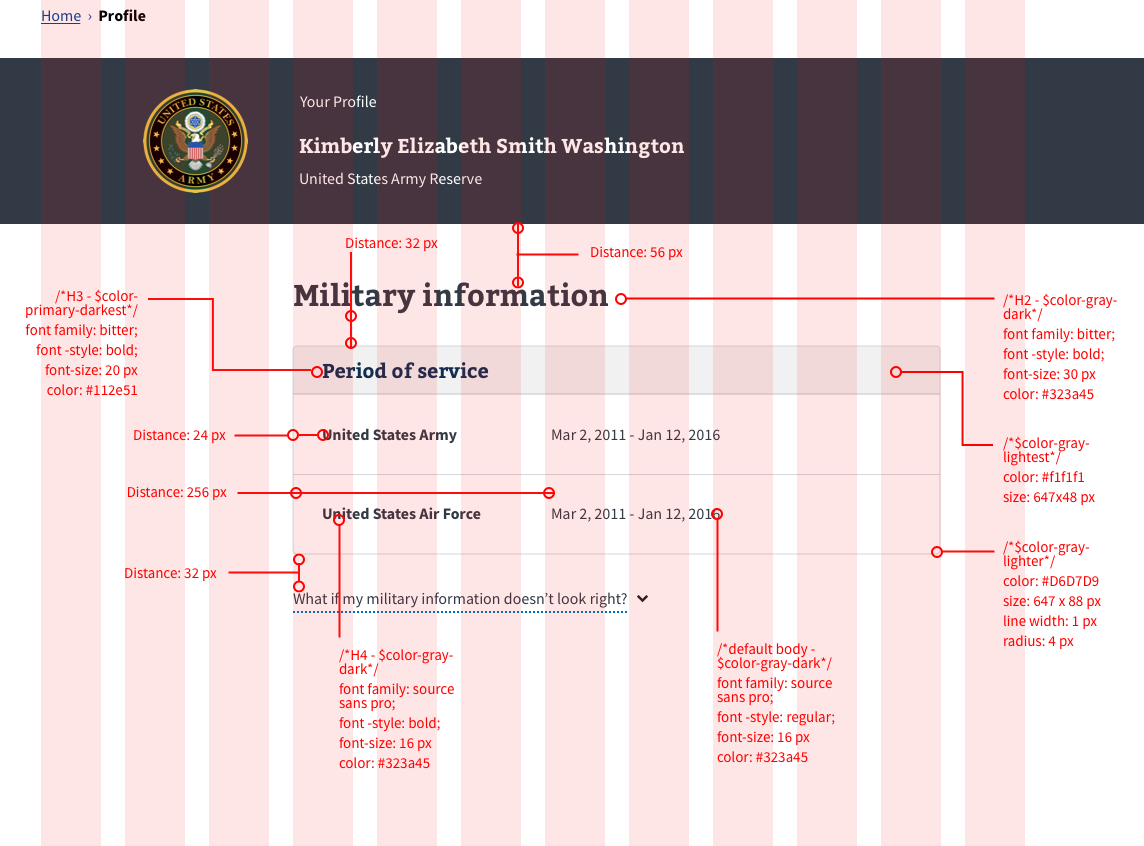 Home › Profile
UNITED STATES
ARMY
Your Profile
Kimberly Elizabeth Smith Washington
United States Army Reserve
Distance: 32 px
Distance: 56 px
Military information
/*H3 - $color-
primary-darkest*/
font family: bitter;
font -style: bold;
font-size: 20 px
color: #112e51
/*H2 - $color-gray-
dark*/
font family: bitter;
font -style: bold;
font-size: 30 px
color: #323a45
Period of service
Distance: 24 px
United States Army
Mar 2, 2011 - Jan 12, 2016
/*$color-gray-
lightest*/
color: #f1f1f1
size: 647x48 px
Distance: 256 px
United States Air Force
Mar 2, 2011 - Jan 12, 2016
/*$color-gray-
lighter*/
color: #D6D7D9
size: 647 x 88 px
line width: 1 px
radius: 4 px
Distance: 32 px
What if my military information doesn’t look right?
/*H4 - $color-gray-
dark*/
font family: source
sans pro;
font -style: bold;
font-size: 16 px
color: #323a45
/*default body -
$color-gray-dark*/
font family: source
sans pro;
font -style: regular;
font-size: 16 px
color: #323a45